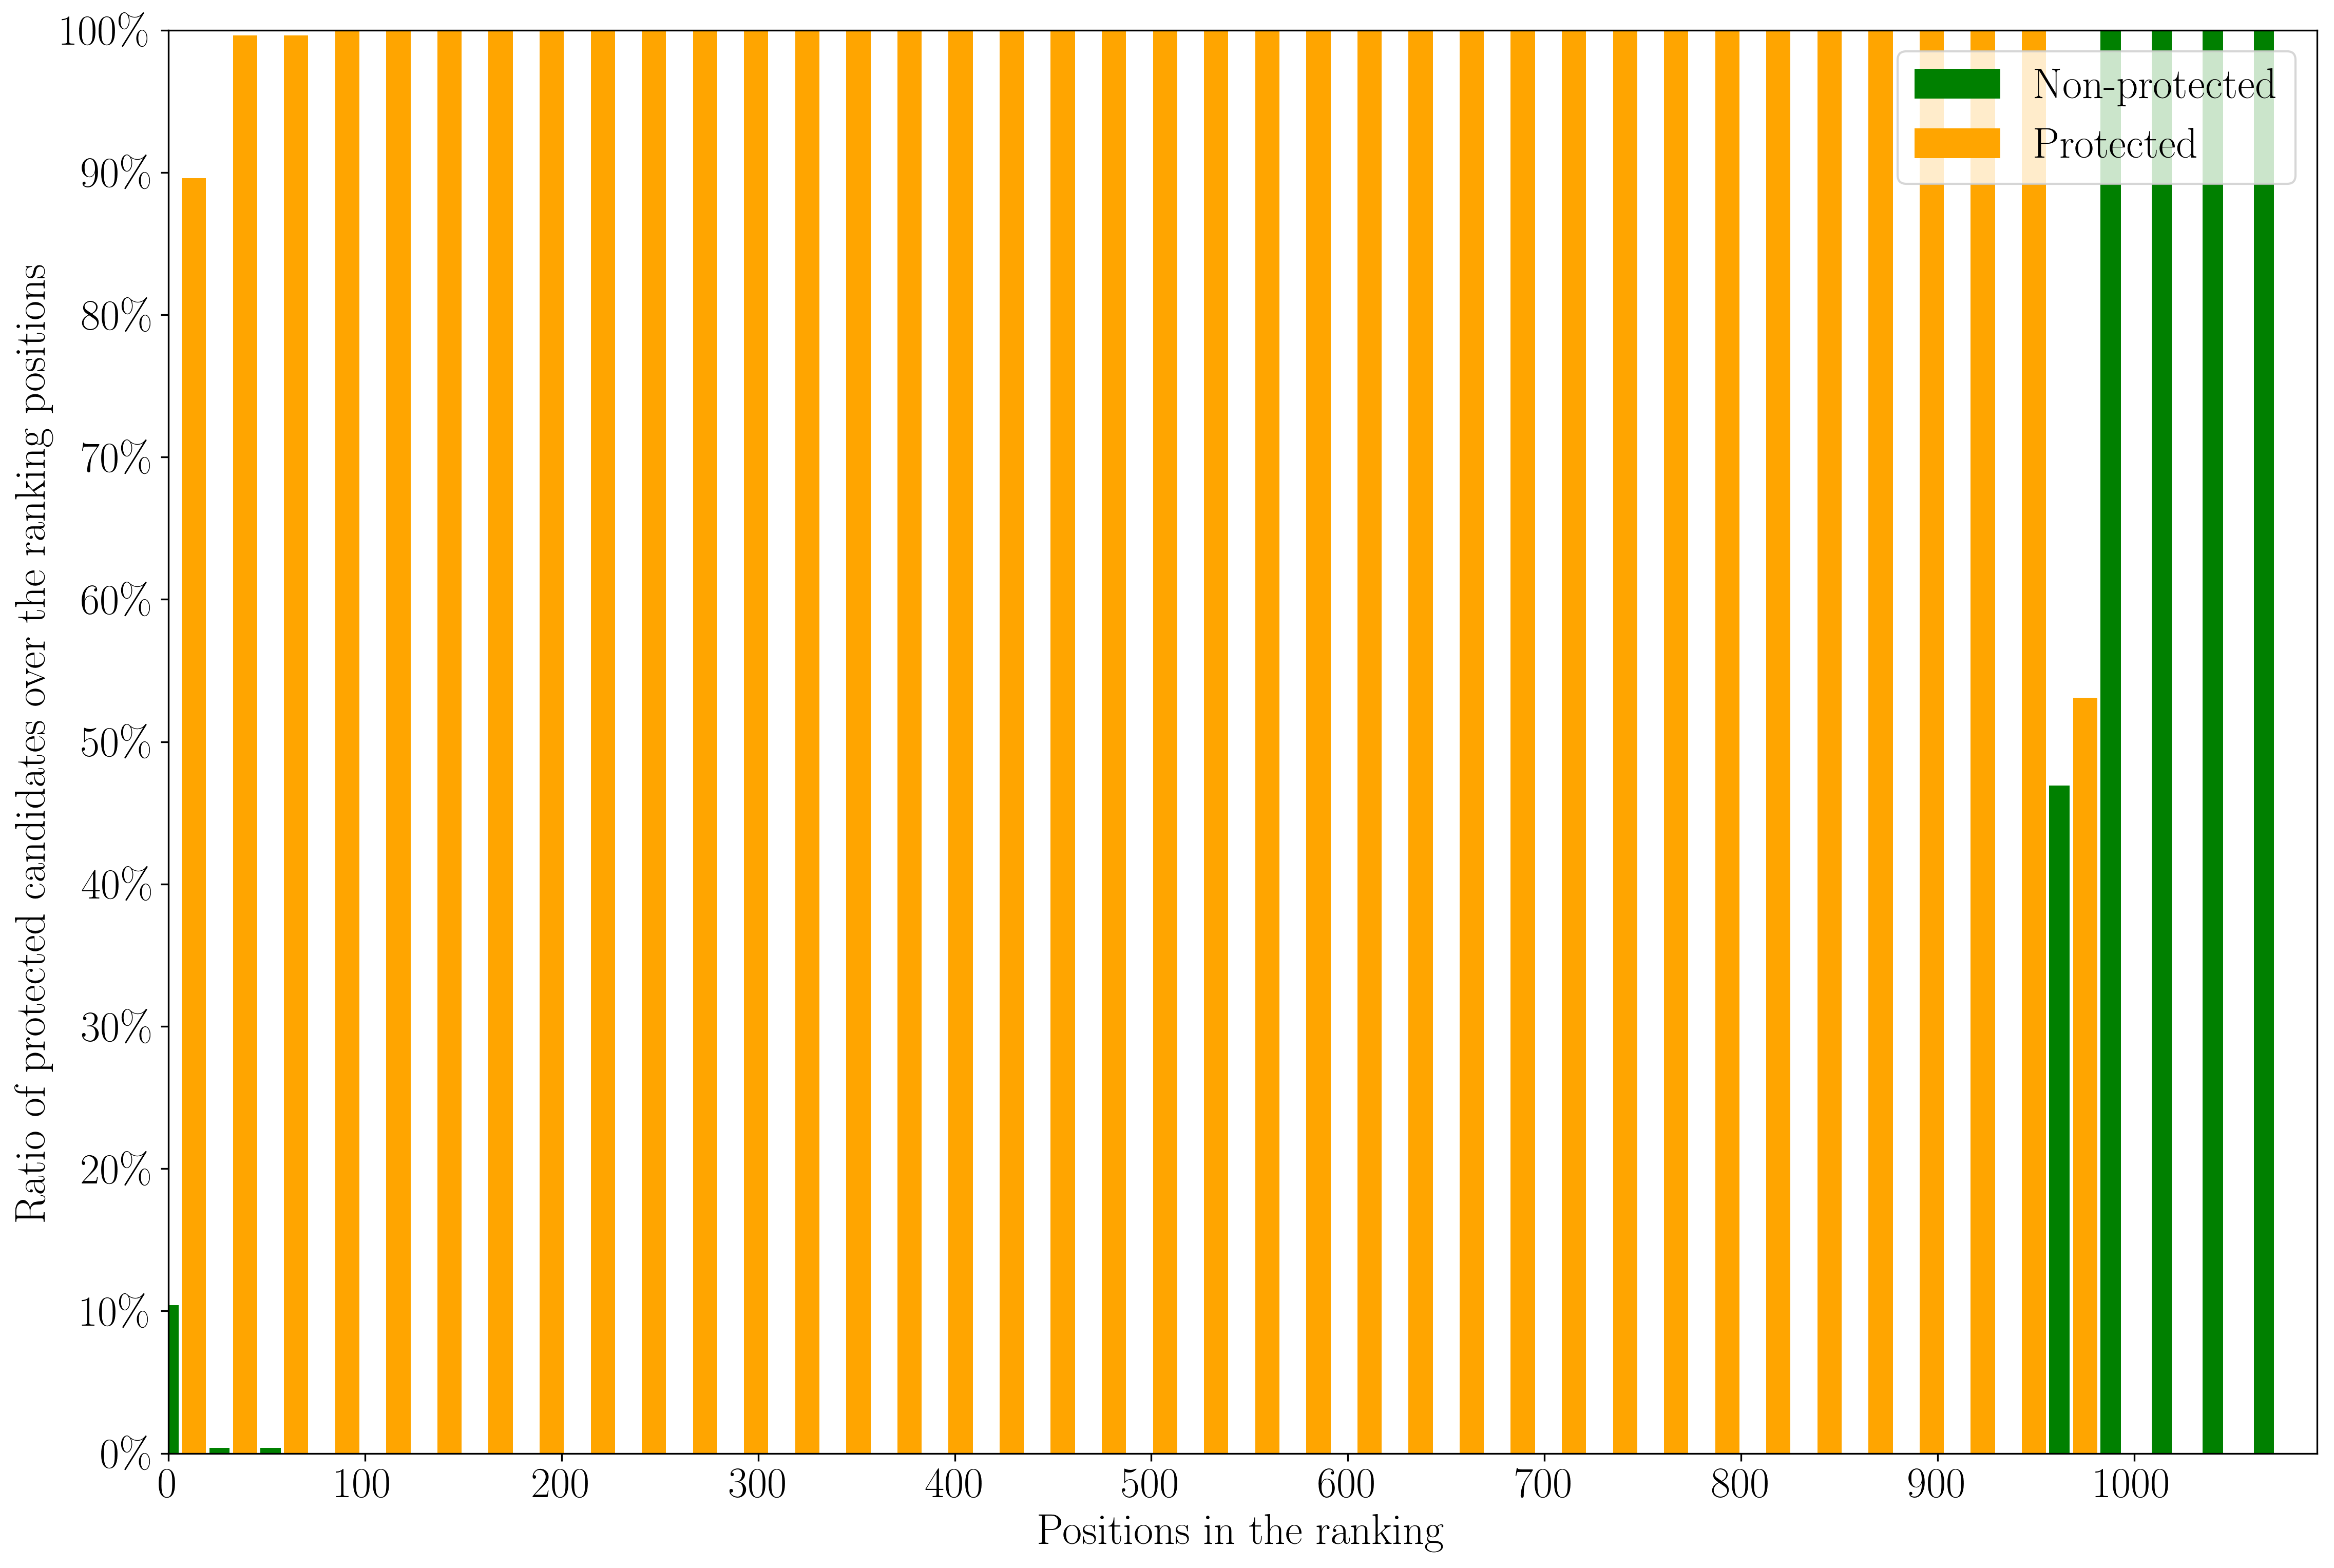 100%
90%
80%
70%
60%
50%
40%
30%
20%
10%
0%
Ratio of protected candidates over the ranking positions
Non-protected
Protected
0 100 200 300 400 500 600 700 800 900 1000
Positions in the ranking